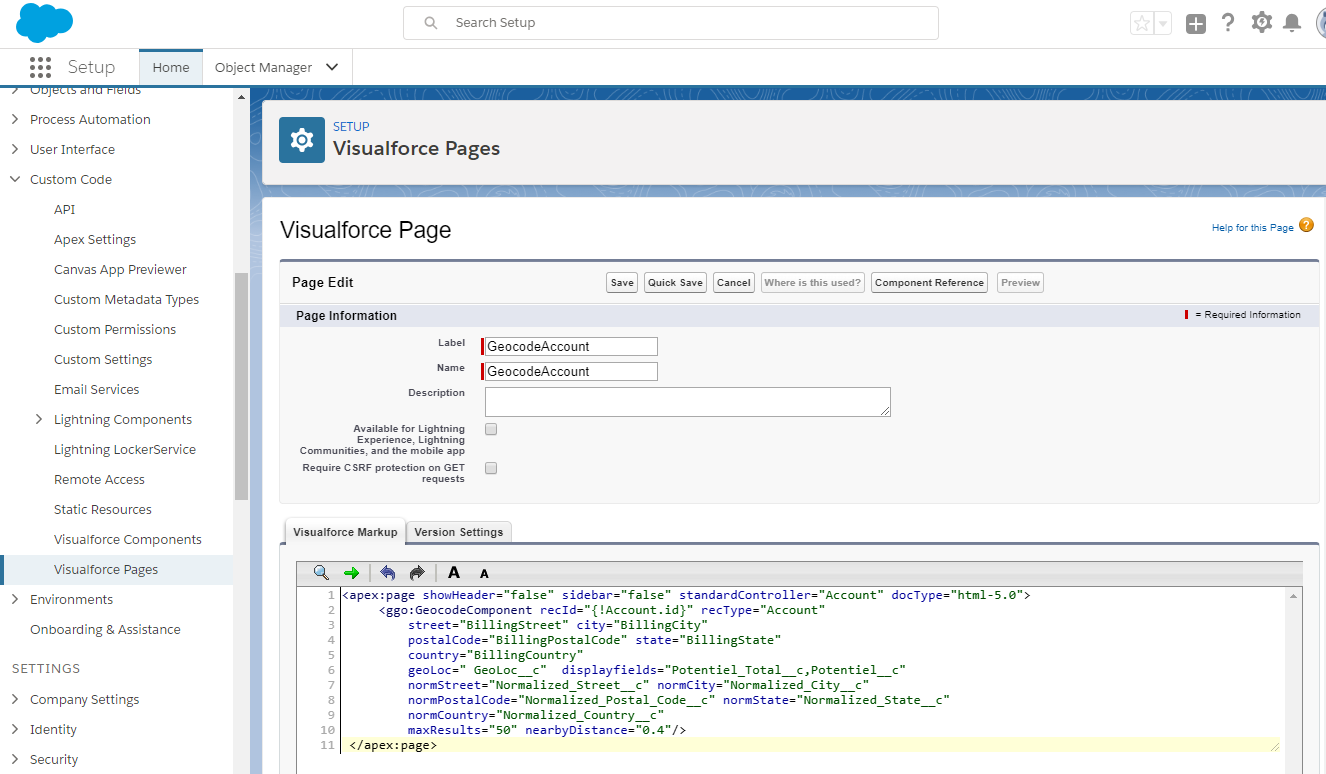 Search Setup
Setup
Home
Object Manager
Objects and Fields
Process Automation
User Interface
Custom Code
API
Apex Settings
Canvas App Previewer
Custom Metadata Types
Custom Permissions
Custom Settings
Email Services
Lightning Components
Lightning LockerService
Remote Access
Static Resources
Visualforce Components
Visualforce Pages
Environments
Onboarding & Assistance
SETTINGS
Company Settings
Identity
Security
SETUP
Visualforce Pages
Visualforce Page
Help for this Page ?
Page Edit
Save
Quick Save
Cancel
Where is this used?
Component Reference
Preview
Page Information
= Required Information
Label
GeocodeAccount
Name
GeocodeAccount
Description
Available for Lightning
Experience, Lightning
Communities, and the mobile app
Require CSRF protection on GET
requests
Visualforce Markup
Version Settings
A A
1 <apex:page showHeader="false" sidebar="false" standardController="Account" docType="html-5.0">
2 <ggo:GeocodeComponent recId="{!Account.id}" recType="Account"
3 street="BillingStreet" city="BillingCity"
4 postalCode="BillingPostalCode" state="BillingState"
5 country="BillingCountry"
6 geoLoc=" GeoLoc__c" displayfields="Potentiel_Total__c,Potentiel__c"
7 normStreet="Normalized_Street__c" normCity="Normalized_City__c"
8 normPostalCode="Normalized_Postal_Code__c" normState="Normalized_State__c"
9 normCountry="Normalized_Country__c"
10 maxResults="50" nearbyDistance="0.4"/>
11 </apex:page>